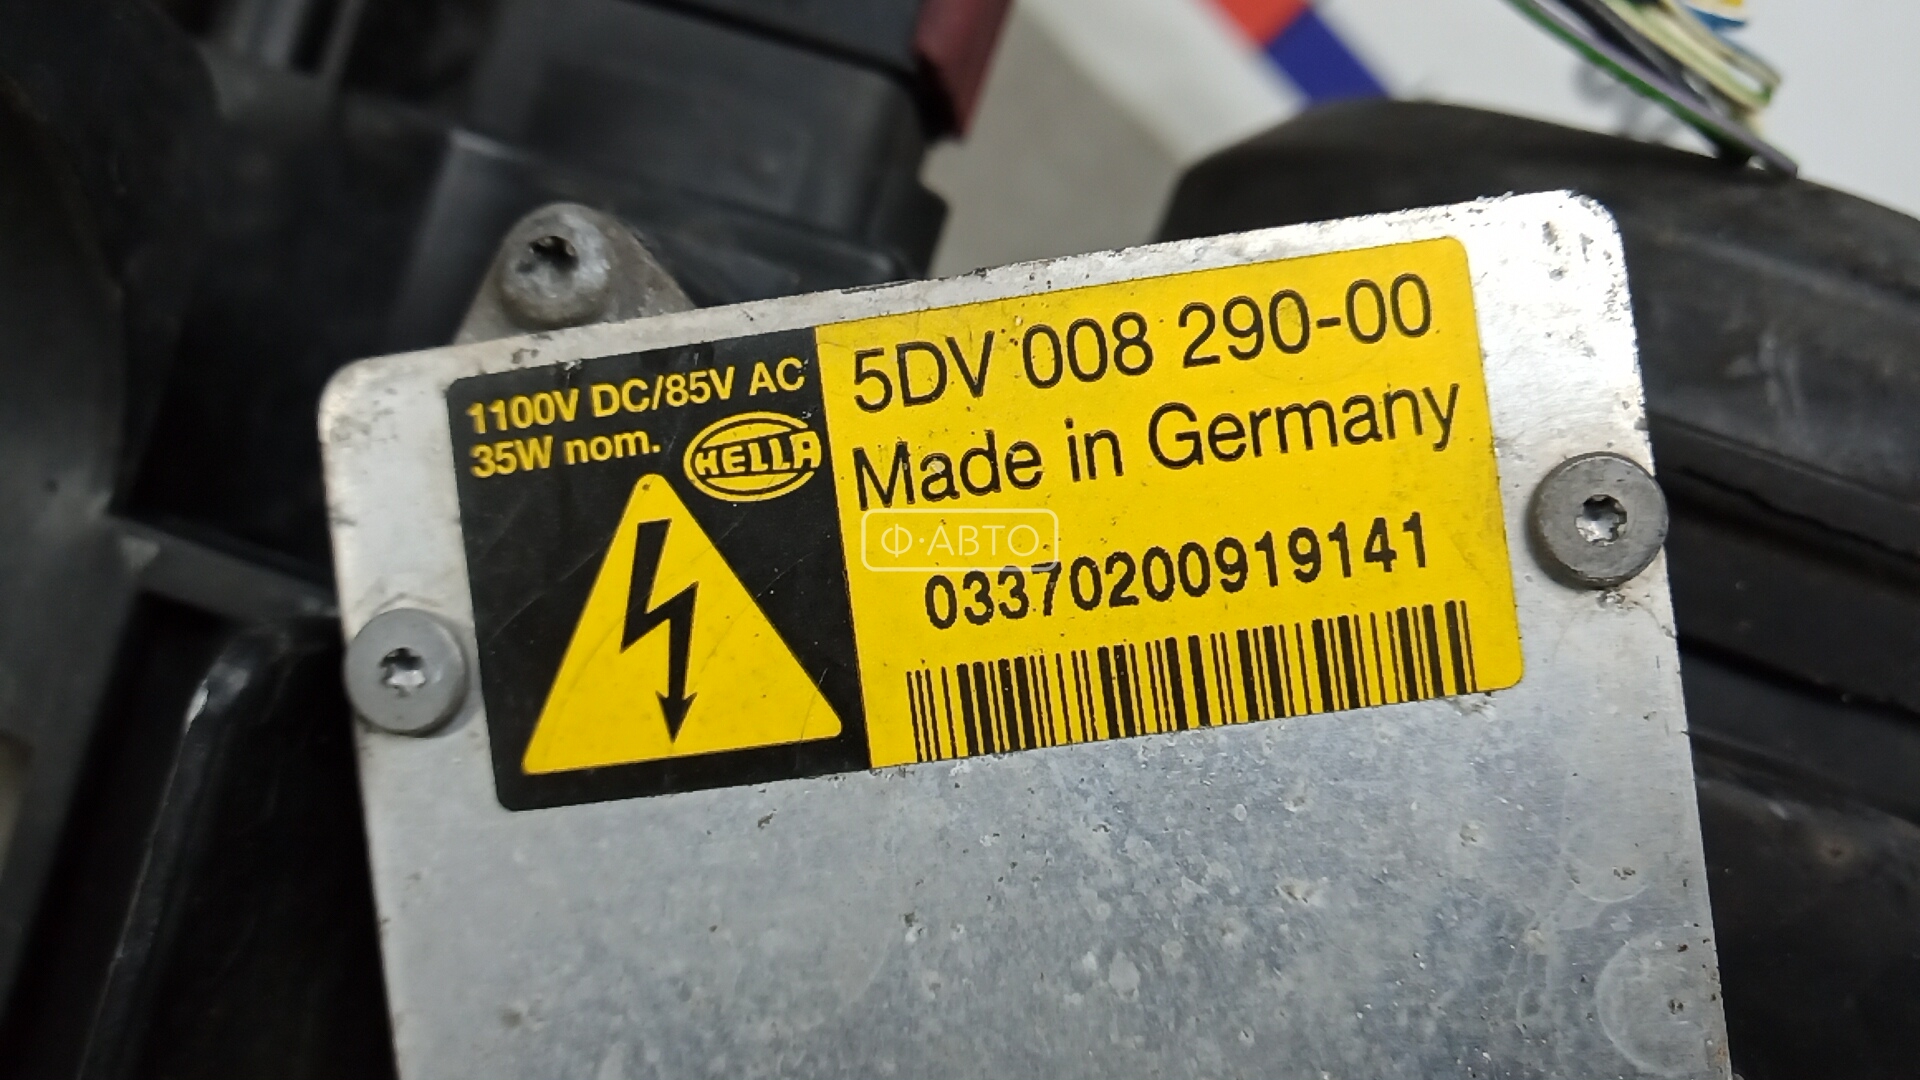 1100V DC/85V AC
35W nom.
HELLA
5DV 008 290-00
Made in Germany
Ф·АВТО
03370200919141